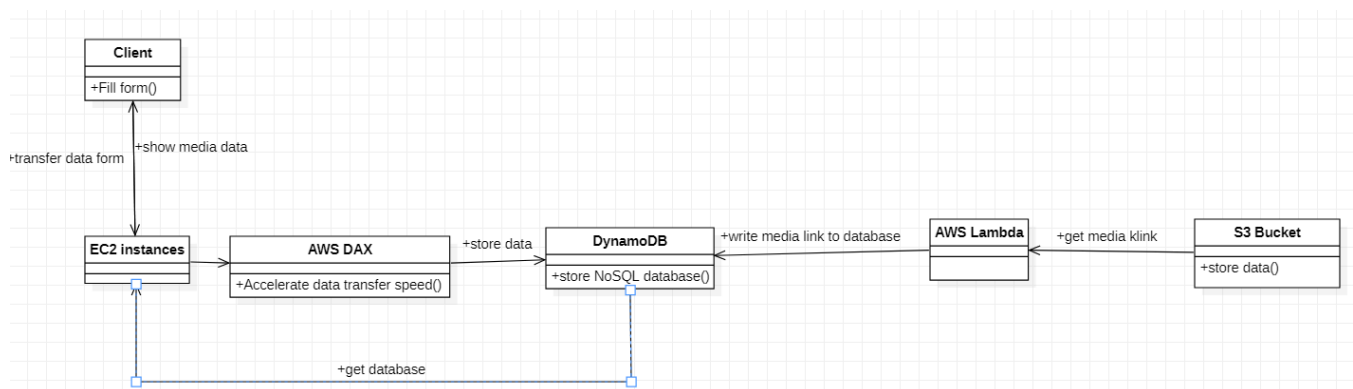 Client
+Fill form()
+show media data
+transfer data form
EC2 instances
AWS DAX
+Accelerate data transfer speed()
+store data
DynamoDB
+store NoSQL database()
+write media link to database
AWS Lambda
+get media klink
S3 Bucket
+store data()
+get database